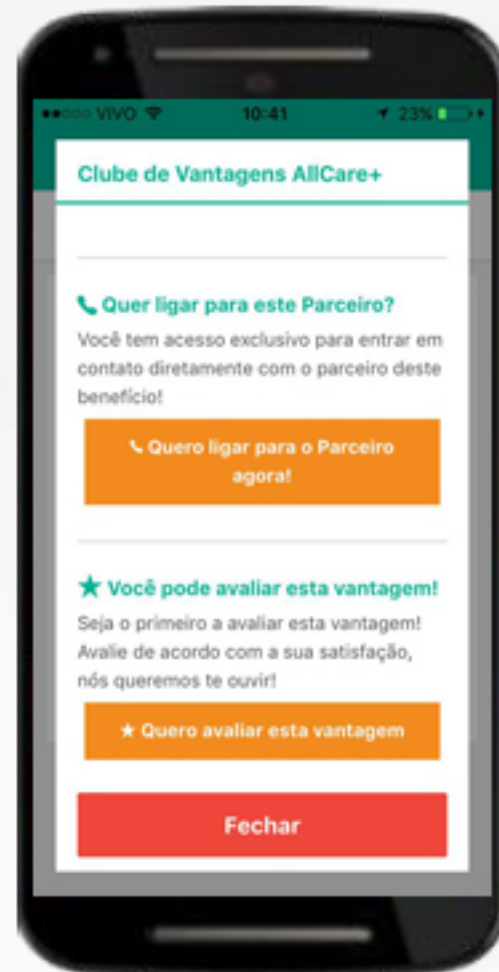 VIVO 10:41 23%
Clube de Vantagens AllCare+
Quer ligar para este Parceiro?
Você tem acesso exclusivo para entrar em
contato diretamente com o parceiro deste
benefício!
Quero ligar para o Parceiro
agora!
Você pode avaliar esta vantagem!
Seja o primeiro a avaliar esta vantagem!
Avalie de acordo com a sua satisfação,
nós queremos te ouvir!
Quero avaliar esta vantagem
Fechar